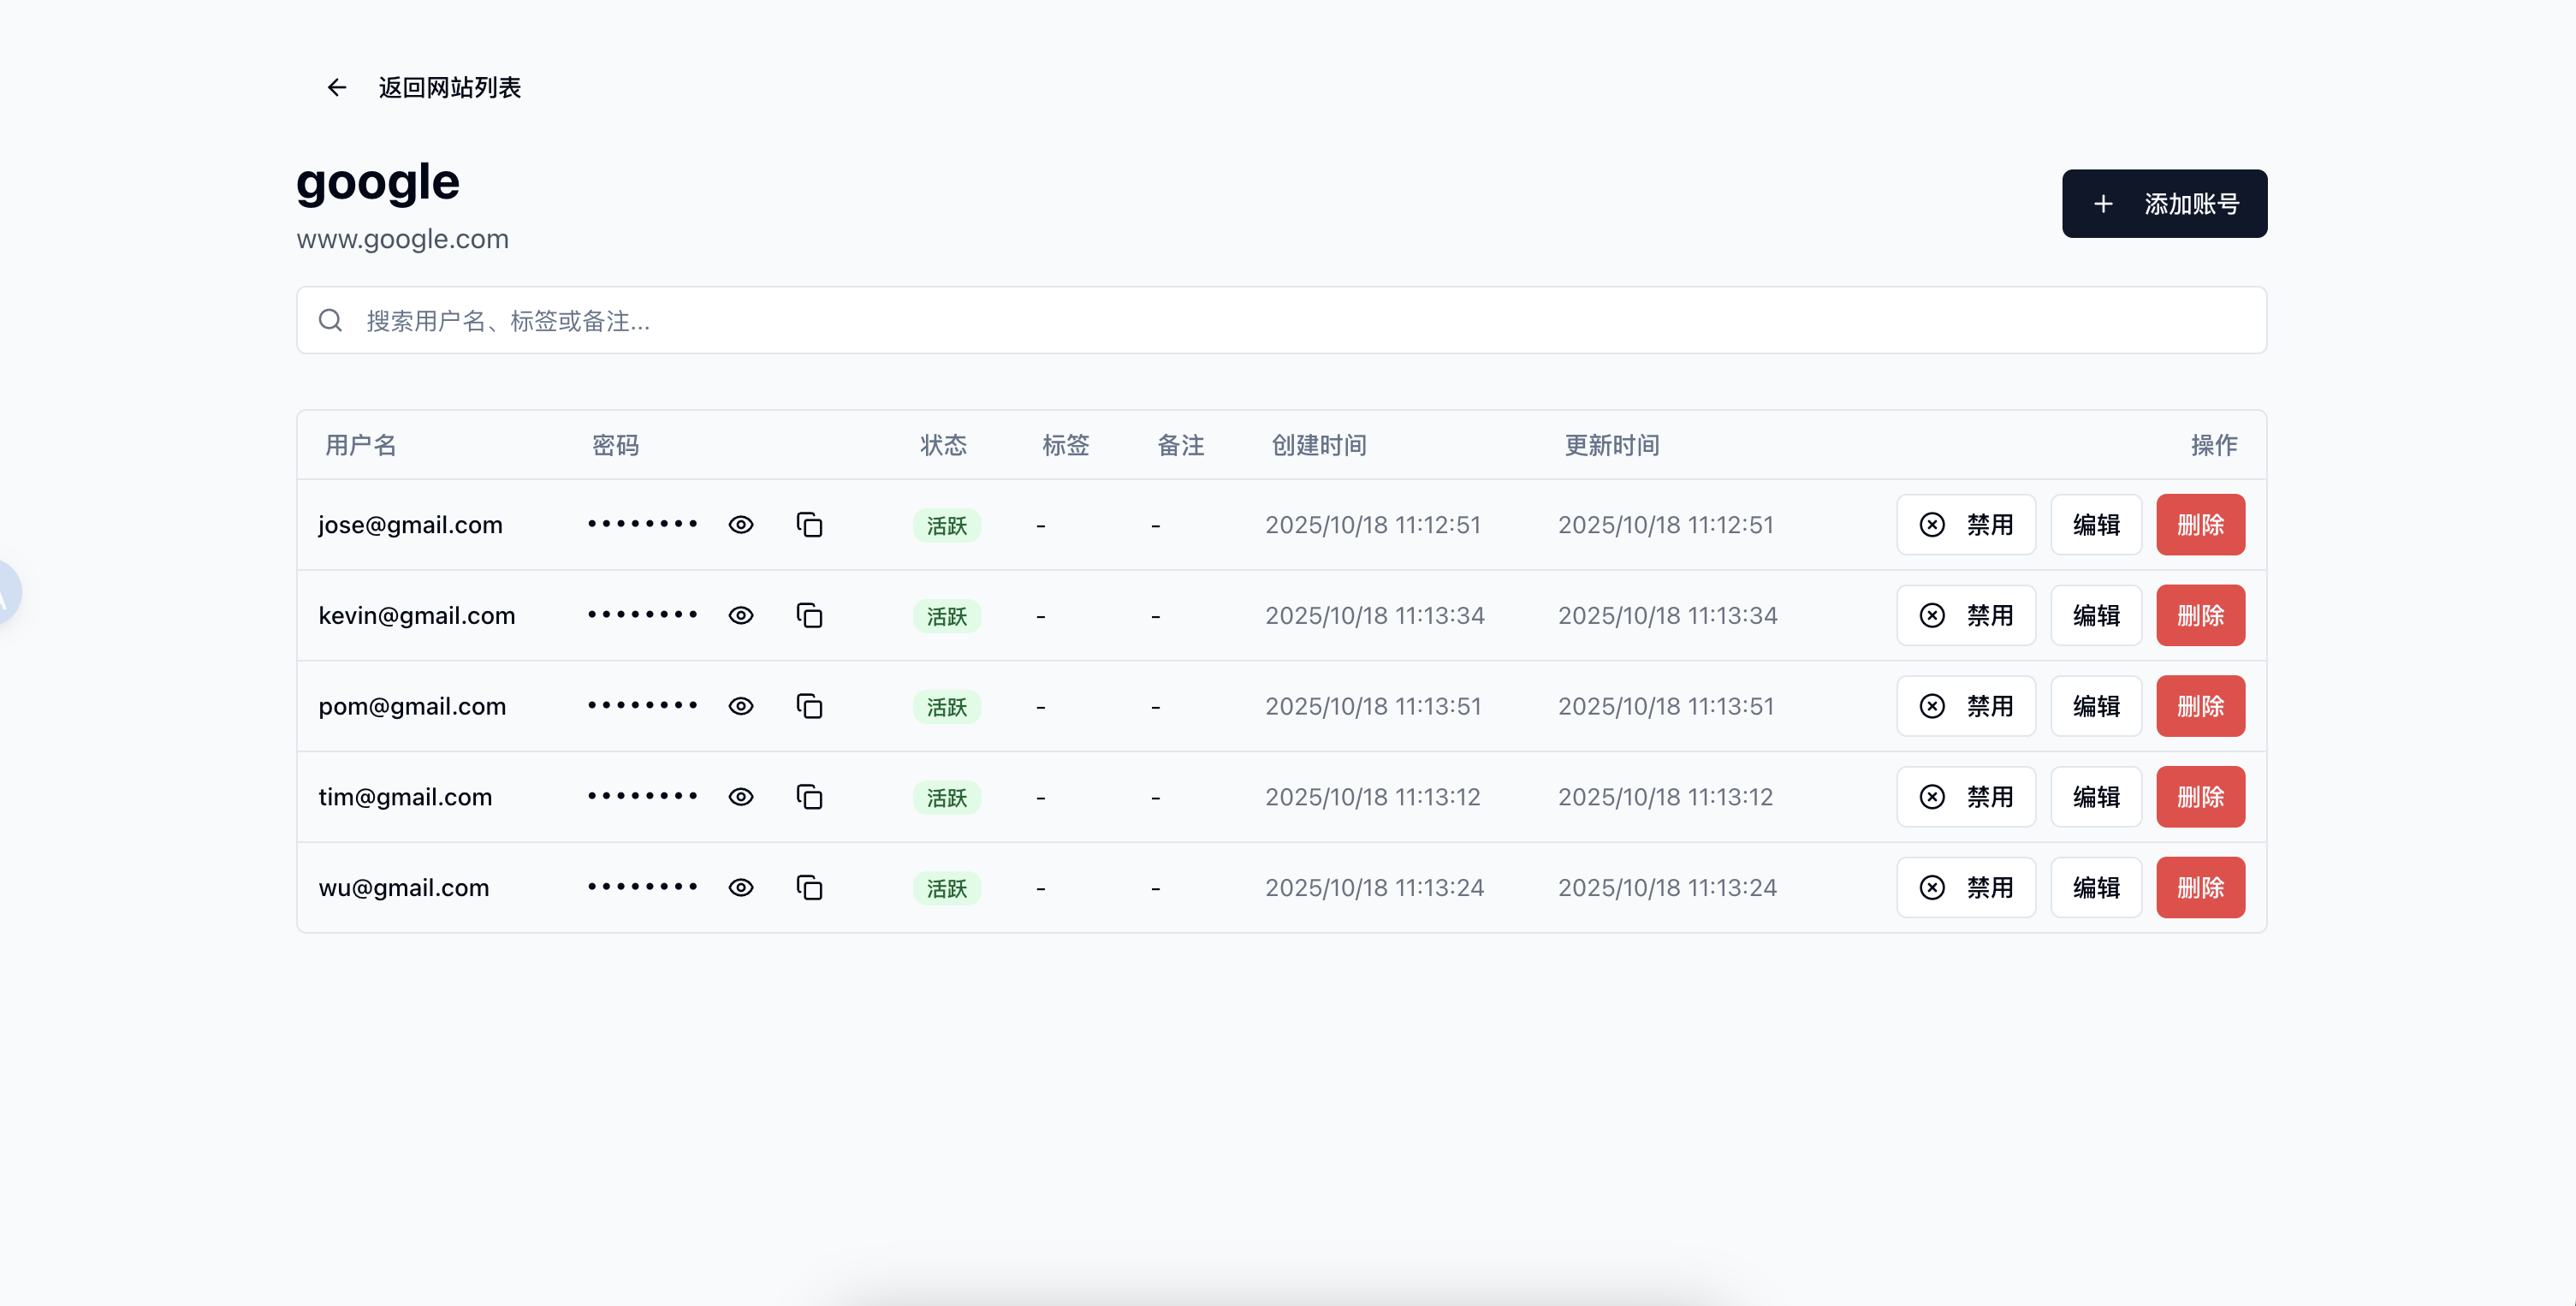 返回网站列表
google
www.google.com
添加账号
搜索用户名、标签或备注...
用户名 密码 状态 标签 备注 创建时间 更新时间 操作
jose@gmail.com •••••••• 活跃 - - 2025/10/18 11:12:51 2025/10/18 11:12:51 禁用 编辑 删除
kevin@gmail.com •••••••• 活跃 - - 2025/10/18 11:13:34 2025/10/18 11:13:34 禁用 编辑 删除
pom@gmail.com •••••••• 活跃 - - 2025/10/18 11:13:51 2025/10/18 11:13:51 禁用 编辑 删除
tim@gmail.com •••••••• 活跃 - - 2025/10/18 11:13:12 2025/10/18 11:13:12 禁用 编辑 删除
wu@gmail.com •••••••• 活跃 - - 2025/10/18 11:13:24 2025/10/18 11:13:24 禁用 编辑 删除